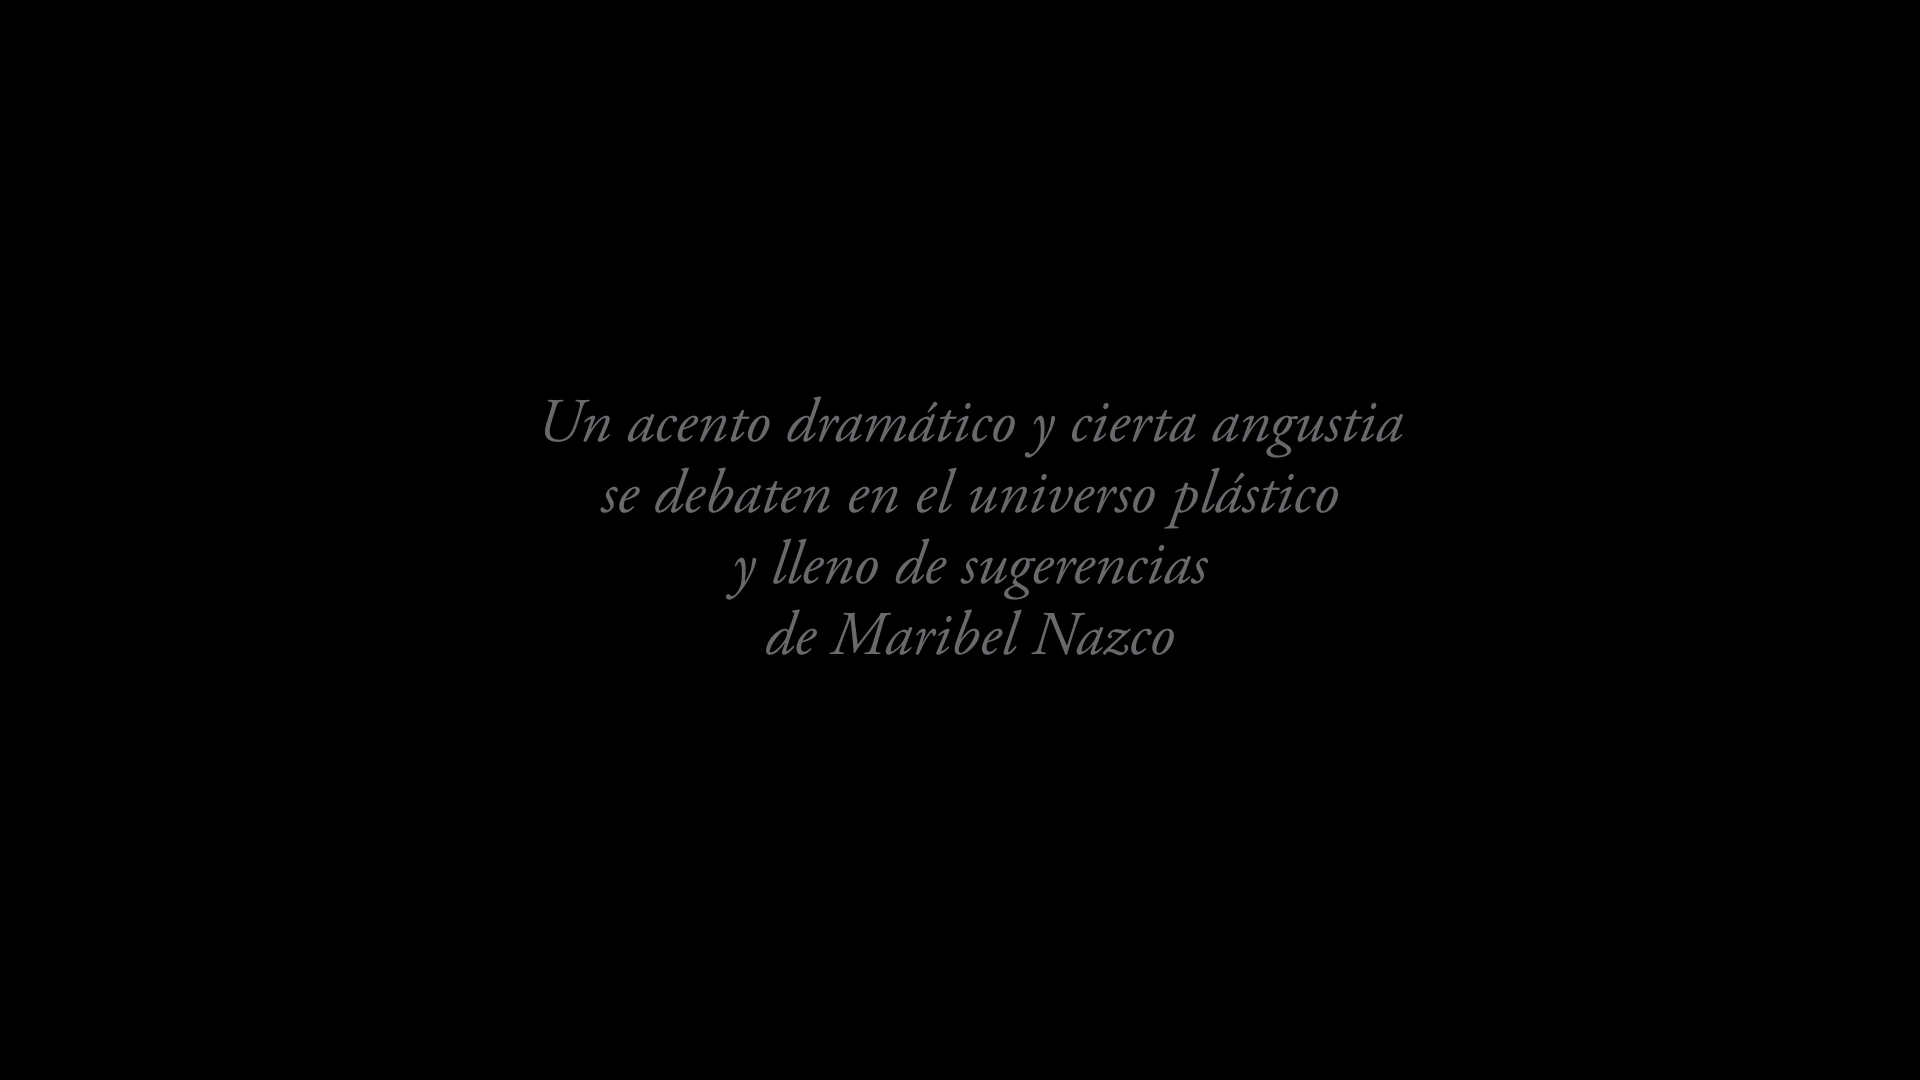 Un acento dramático y cierta angustia
se debaten en el universo plástico
y lleno de sugerencias
de Maribel Nazco